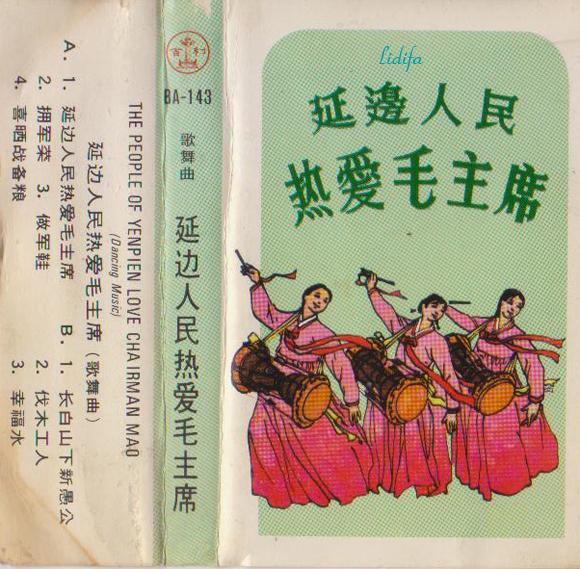 lidifa
延邊人民
热爱毛主席
百利
BA-143
歌舞曲
延边人民热爱毛主席
THE PEOPLE OF YENPIEN LOVE CHAIRMAN MAO
(Dancing Music)
延边人民热爱毛主席（歌舞曲）
A. 1. 延边人民热爱毛主席
2. 拥军菜 3. 做军鞋
4. 喜晒战备粮
B. 1. 长白山下新愚公
2. 伐木工人
3. 幸福水